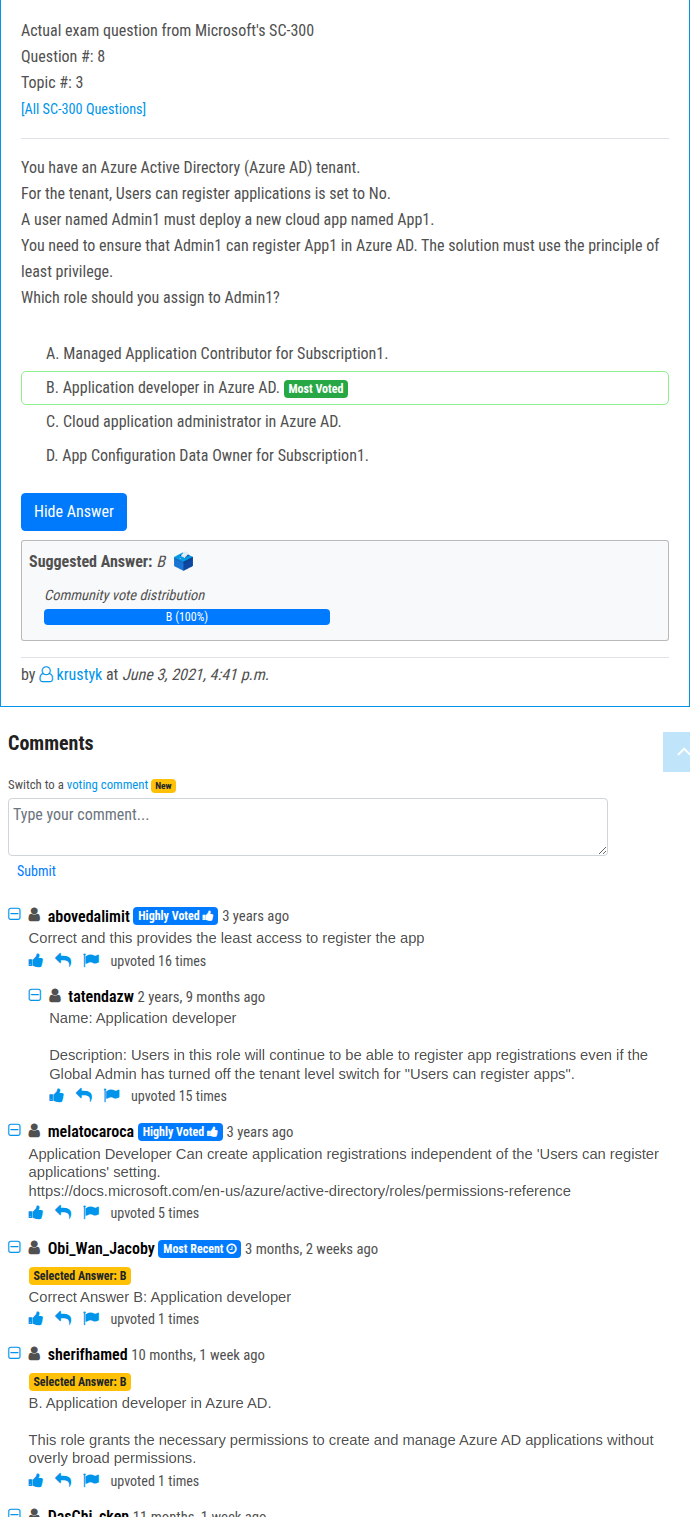 Actual exam question from Microsoft's SC-300
Question #: 8
Topic #: 3
[All SC-300 Questions]
You have an Azure Active Directory (Azure AD) tenant.
For the tenant, Users can register applications is set to No.
A user named Admin1 must deploy a new cloud app named App1.
You need to ensure that Admin1 can register App1 in Azure AD. The solution must use the principle of
least privilege.
Which role should you assign to Admin1?
A. Managed Application Contributor for Subscription1.
B. Application developer in Azure AD. Most Voted
C. Cloud application administrator in Azure AD.
D. App Configuration Data Owner for Subscription1.
Hide Answer
Suggested Answer: B
Community vote distribution
B (100%)
by krustyk at June 3, 2021, 4:41 p.m.
Comments
Switch to a voting comment New
Type your comment...
Submit
abovedalimit Highly Voted 3 years ago
Correct and this provides the least access to register the app
upvoted 16 times
tatendazw 2 years, 9 months ago
Name: Application developer
Description: Users in this role will continue to be able to register app registrations even if the
Global Admin has turned off the tenant level switch for "Users can register apps".
upvoted 15 times
melatocaroca Highly Voted 3 years ago
Application Developer Can create application registrations independent of the 'Users can register
applications' setting.
https://docs.microsoft.com/en-us/azure/active-directory/roles/permissions-reference
upvoted 5 times
Obi_Wan_Jacoby Most Recent 3 months, 2 weeks ago
Selected Answer: B
Correct Answer B: Application developer
upvoted 1 times
sherifhamed 10 months, 1 week ago
Selected Answer: B
B. Application developer in Azure AD.
This role grants the necessary permissions to create and manage Azure AD applications without
overly broad permissions.
upvoted 1 times
DasChi_cken 11 months, 1 week ago